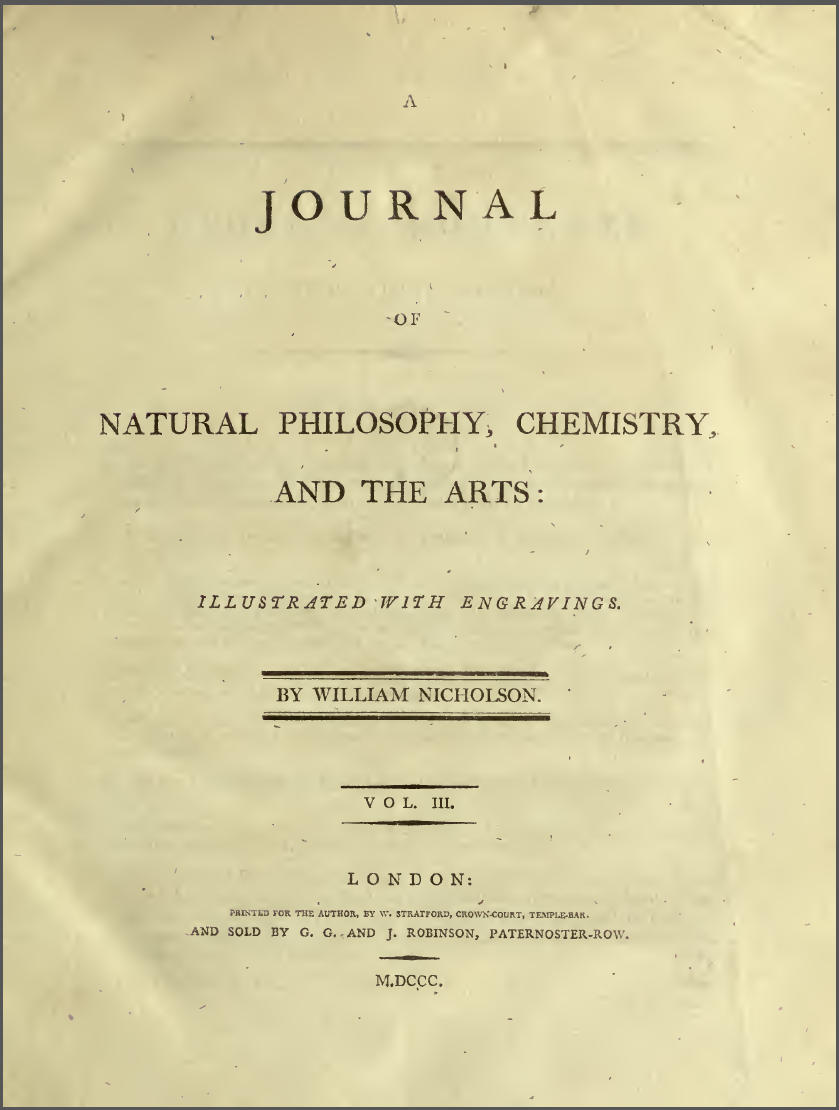 A
JOURNAL
OF
NATURAL PHILOSOPHY, CHEMISTRY,
AND THE ARTS:
ILLUSTRATED WITH ENGRAVINGS.
BY WILLIAM NICHOLSON.
VOL. III.
LONDON:
PRINTED FOR THE AUTHOR, BY W. STRATFORD, CROWN-COURT, TEMPLE-BAR.
AND SOLD BY G. G. AND J. ROBINSON, PATERNOSTER-ROW.
M.DCCC.